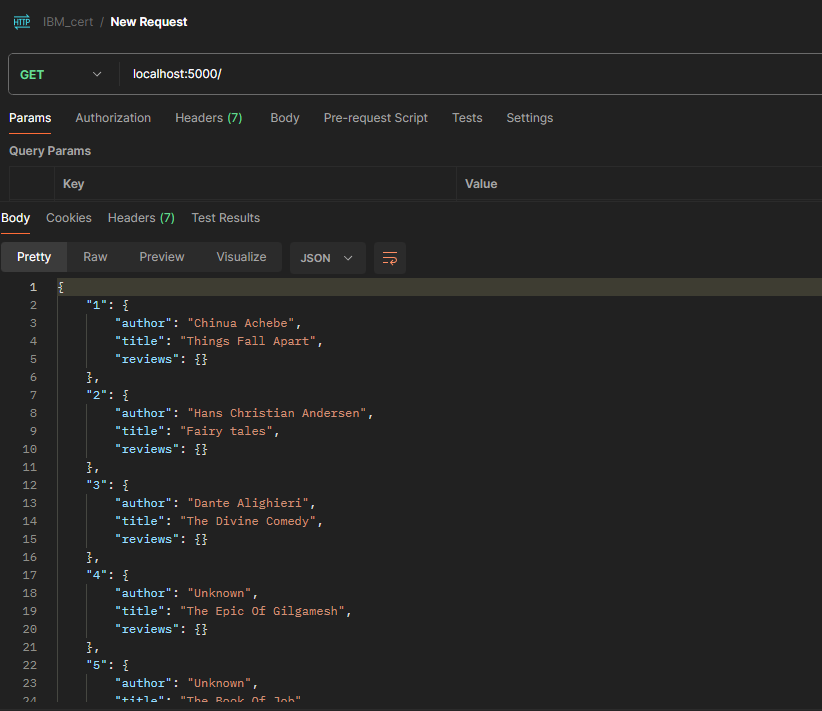 HTTP IBM_cert / New Request
GET localhost:5000/
Params Authorization Headers (7) Body Pre-request Script Tests Settings
Query Params
Key Value
Body Cookies Headers (7) Test Results
Pretty Raw Preview Visualize JSON
1 {
2 "1": {
3 "author": "Chinua Achebe",
4 "title": "Things Fall Apart",
5 "reviews": {}
6 },
7 "2": {
8 "author": "Hans Christian Andersen",
9 "title": "Fairy tales",
10 "reviews": {}
11 },
12 "3": {
13 "author": "Dante Alighieri",
14 "title": "The Divine Comedy",
15 "reviews": {}
16 },
17 "4": {
18 "author": "Unknown",
19 "title": "The Epic Of Gilgamesh",
20 "reviews": {}
21 },
22 "5": {
23 "author": "Unknown",
24 "title": "The Book Of Job"